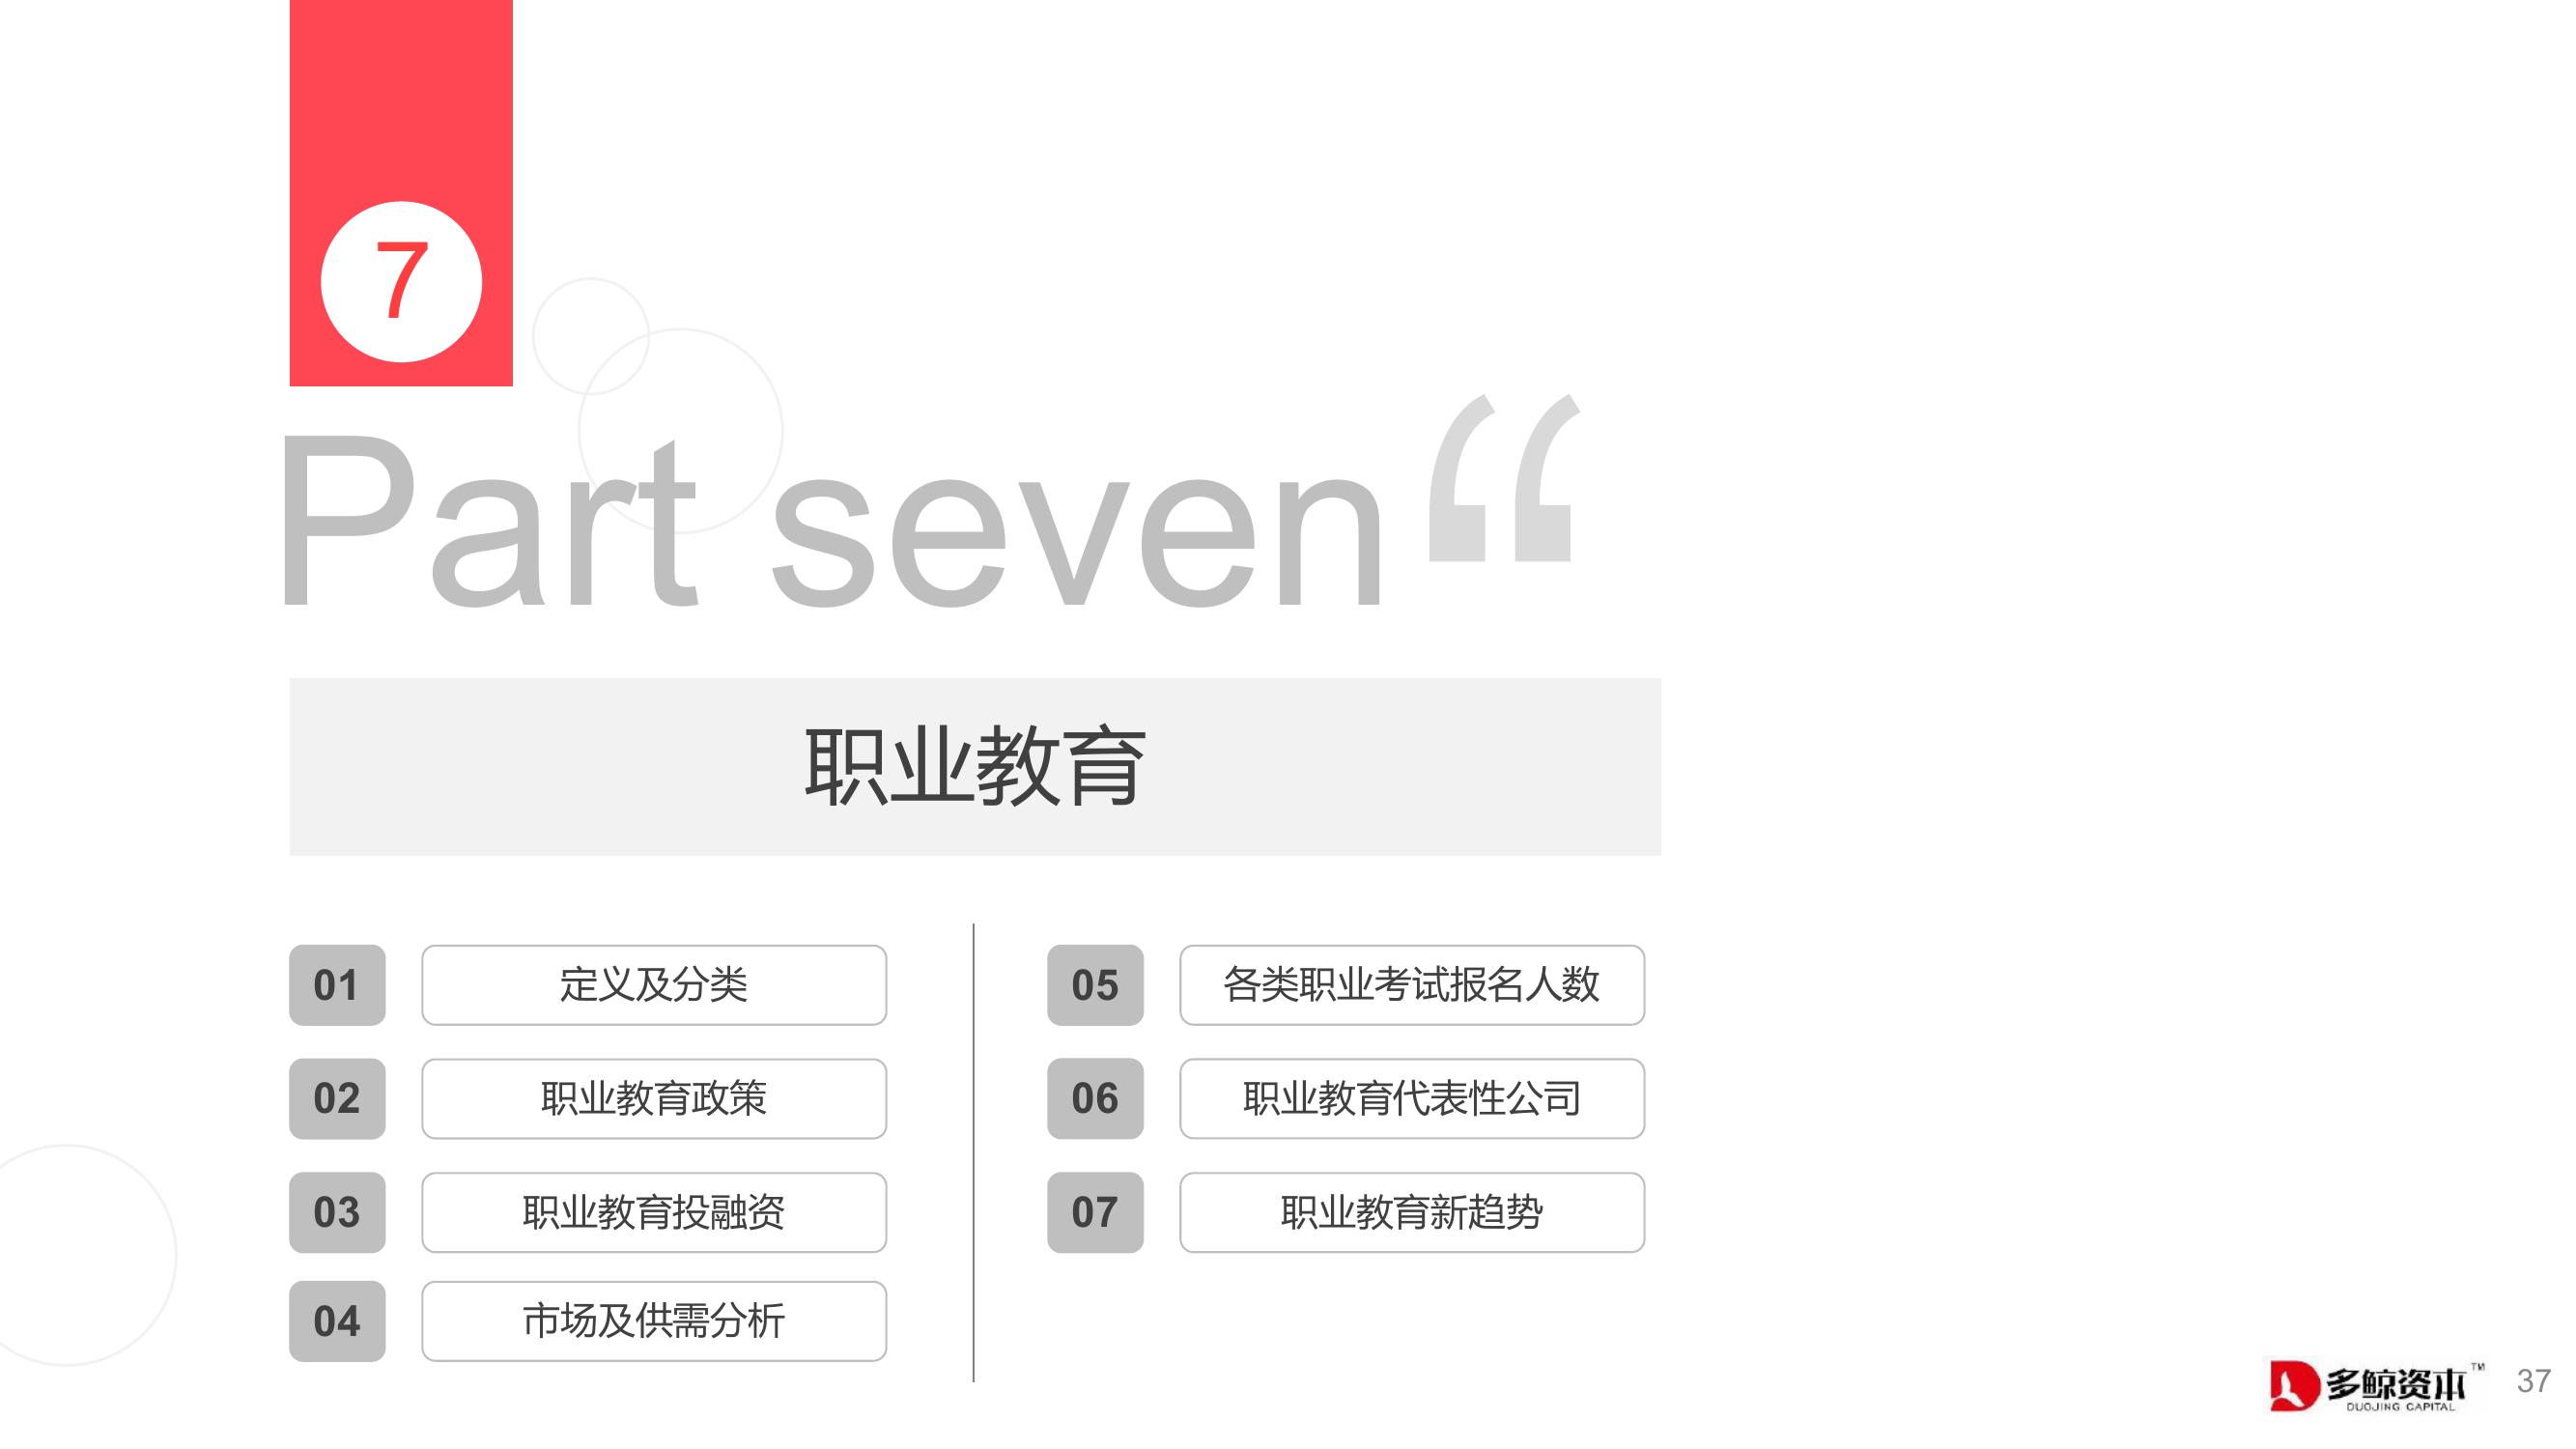 7
Part seven “
职业教育
01 定义及分类
02 职业教育政策
03 职业教育投融资
04 市场及供需分析
05 各类职业考试报名人数
06 职业教育代表性公司
07 职业教育新趋势
多鲸资本™
DUOJING CAPITAL
37